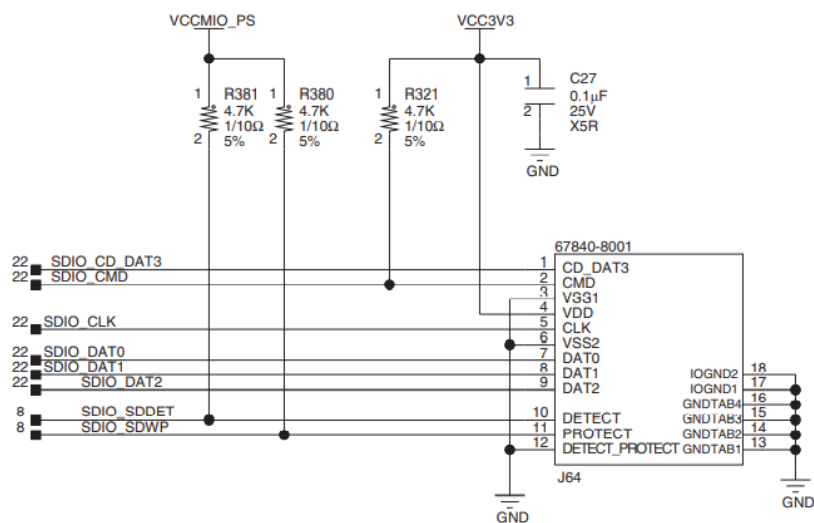 VCCMIO_PS
VCC3V3
1 R381
4.7K
1/10Ω
2 5%
1 R380
4.7K
1/10Ω
2 5%
1 R321
4.7K
1/10Ω
2 5%
C27
1 0.1µF
2 25V
X5R
GND
67840-8001
22 SDIO_CD_DAT3 1 CD_DAT3
22 SDIO_CMD 2 CMD
3 VSS1
4 VDD
22 SDIO_CLK 5 CLK
6 VSS2
22 SDIO_DAT0 7 DAT0
22 SDIO_DAT1 8 DAT1
22 SDIO_DAT2 9 DAT2
8 SDIO_SDDET 10 DETECT
8 SDIO_SDWP 11 PROTECT
12 DETECT_PROTECT
IOGND2 18
IOGND1 17
GNDTAB4 16
GNDTAB3 15
GNDTAB2 14
GNDTAB1 13
J64
GND
GND